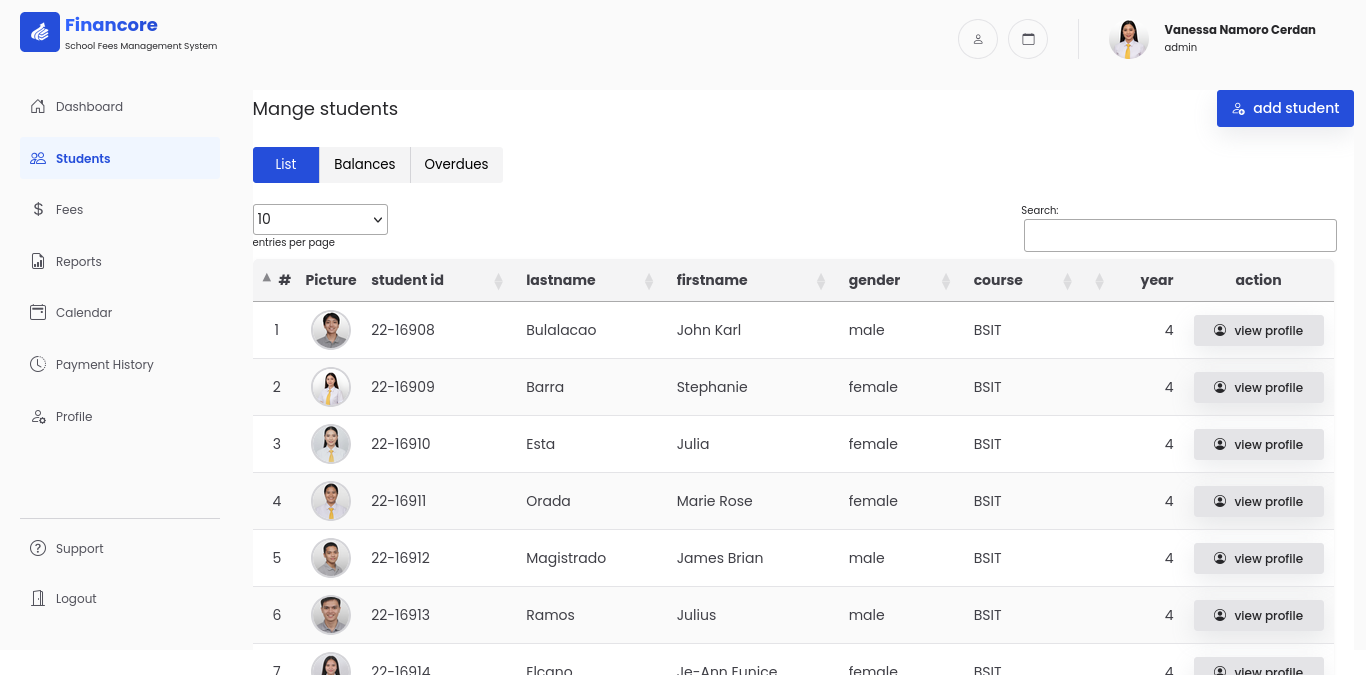 Financore
School Fees Management System
Vanessa Namoro Cerdan
admin
Dashboard
Students
Fees
Reports
Calendar
Payment History
Profile
Support
Logout
Mange students
add student
List Balances Overdues
10
entries per page
Search:
# Picture student id lastname firstname gender course year action
1 22-16908 Bulalacao John Karl male BSIT 4 view profile
2 22-16909 Barra Stephanie female BSIT 4 view profile
3 22-16910 Esta Julia female BSIT 4 view profile
4 22-16911 Orada Marie Rose female BSIT 4 view profile
5 22-16912 Magistrado James Brian male BSIT 4 view profile
6 22-16913 Ramos Julius male BSIT 4 view profile
7 22-16914 Elcano Je-Ann Eunice female BSIT 4 view profile